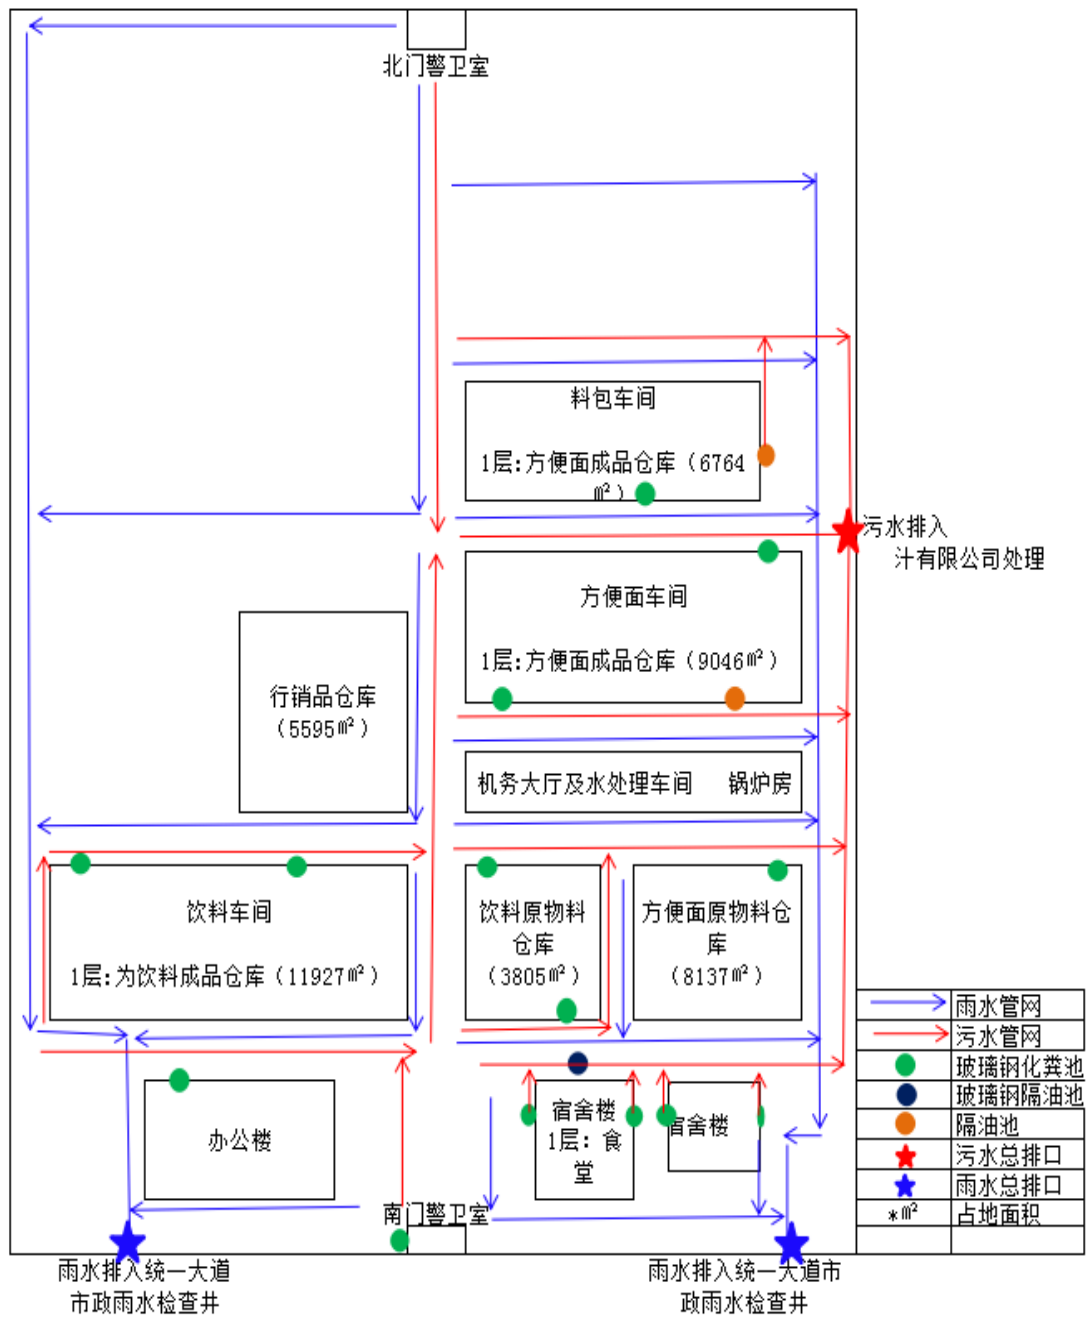 北门警卫室
料包车间
1层:方便面成品仓库（6764
㎡）
污水排入
汁有限公司处理
方便面车间
1层:方便面成品仓库（9046㎡）
行销品仓库
（5595㎡）
机务大厅及水处理车间 锅炉房
饮料车间
1层:为饮料成品仓库（11927㎡）
饮料原物料
仓库
（3805㎡）
方便面原物料仓
库
（8137㎡）
办公楼
宿舍楼
1层: 食
堂
宿舍楼
南门警卫室
雨水排入统一大道
市政雨水检查井
雨水排入统一大道市
政雨水检查井
雨水管网
污水管网
玻璃钢化粪池
玻璃钢隔油池
隔油池
污水总排口
雨水总排口
*㎡ 占地面积